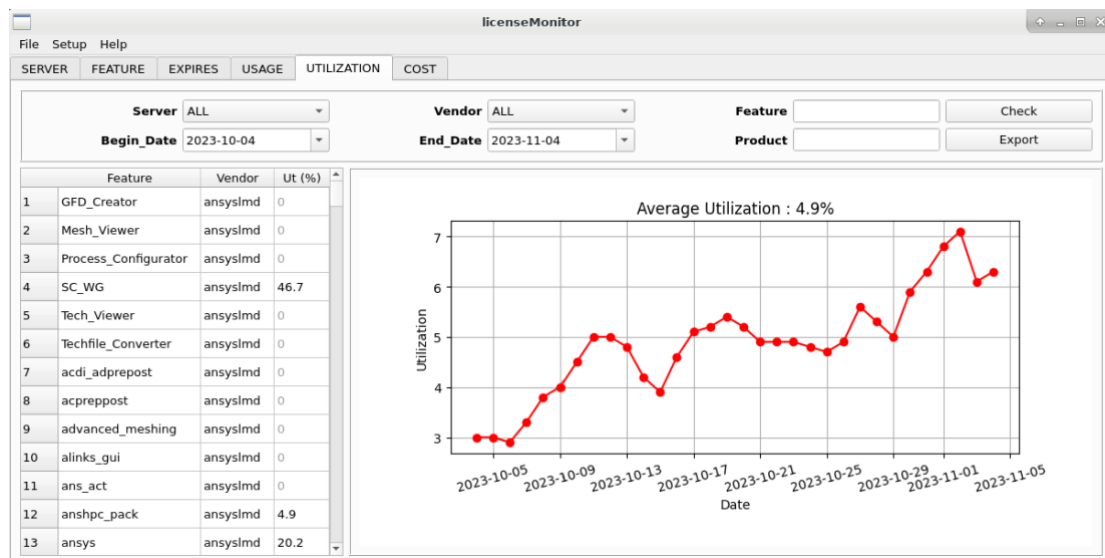 licenseMonitor
File Setup Help
SERVER FEATURE EXPIRES USAGE UTILIZATION COST
Server ALL Vendor ALL Feature Check
Begin_Date 2023-10-04 End_Date 2023-11-04 Product Export
Feature Vendor Ut (%)
1 GFD_Creator ansyslmd 0
2 Mesh_Viewer ansyslmd 0
3 Process_Configurator ansyslmd 0
4 SC_WG ansyslmd 46.7
5 Tech_Viewer ansyslmd 0
6 Techfile_Converter ansyslmd 0
7 acdi_adprepost ansyslmd 0
8 acpreppost ansyslmd 0
9 advanced_meshing ansyslmd 0
10 alinks_gui ansyslmd 0
11 ans_act ansyslmd 0
12 anshpc_pack ansyslmd 4.9
13 ansys ansyslmd 20.2
Average Utilization : 4.9%
Utilization
7
6
5
4
3
2023-10-05 2023-10-09 2023-10-13 2023-10-17 2023-10-21 2023-10-25 2023-10-29 2023-11-01 2023-11-05
Date